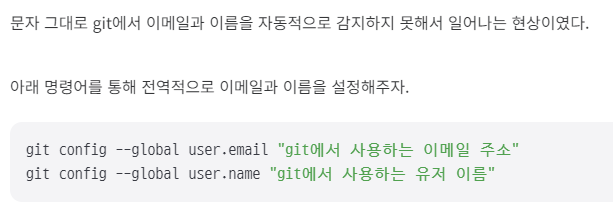 문자 그대로 git에서 이메일과 이름을 자동적으로 감지하지 못해서 일어나는 현상이였다.
아래 명령어를 통해 전역적으로 이메일과 이름을 설정해주자.
git config --global user.email "git에서 사용하는 이메일 주소"
git config --global user.name "git에서 사용하는 유저 이름"